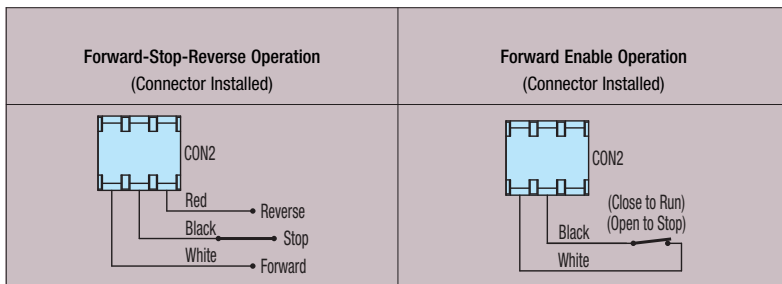 Forward-Stop-Reverse Operation
(Connector Installed)
Forward Enable Operation
(Connector Installed)
CON2
Red
Reverse
Black
Stop
White
Forward
CON2
(Close to Run)
(Open to Stop)
Black
White